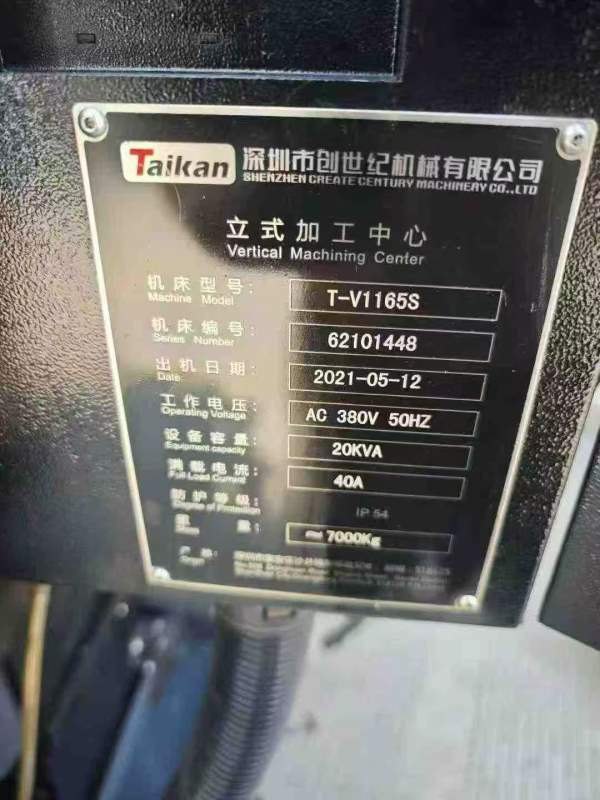 Taikan 深圳市创世纪机械有限公司
SHENZHEN CREATE CENTURY MACHINERY CO.,LTD
立式加工中心
Vertical Machining Center
机床型号: T-V1165S
Machine Model
机床编号: 62101448
Series Number
出机日期: 2021-05-12
Date
工作电压: AC 380V 50HZ
Operating Voltage
设备容量: 20KVA
Equipment capacity
满载电流: 40A
Full Load Current
防护等级: IP 54
Degree of Protection
重量: ≈7000Kg